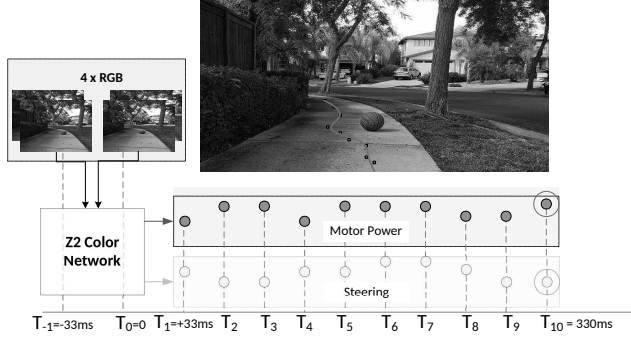 4 x RGB
Z2 Color
Network
Motor Power
Steering
T-1=-33ms T0=0 T1=+33ms T2 T3 T4 T5 T6 T7 T8 T9 T10 = 330ms